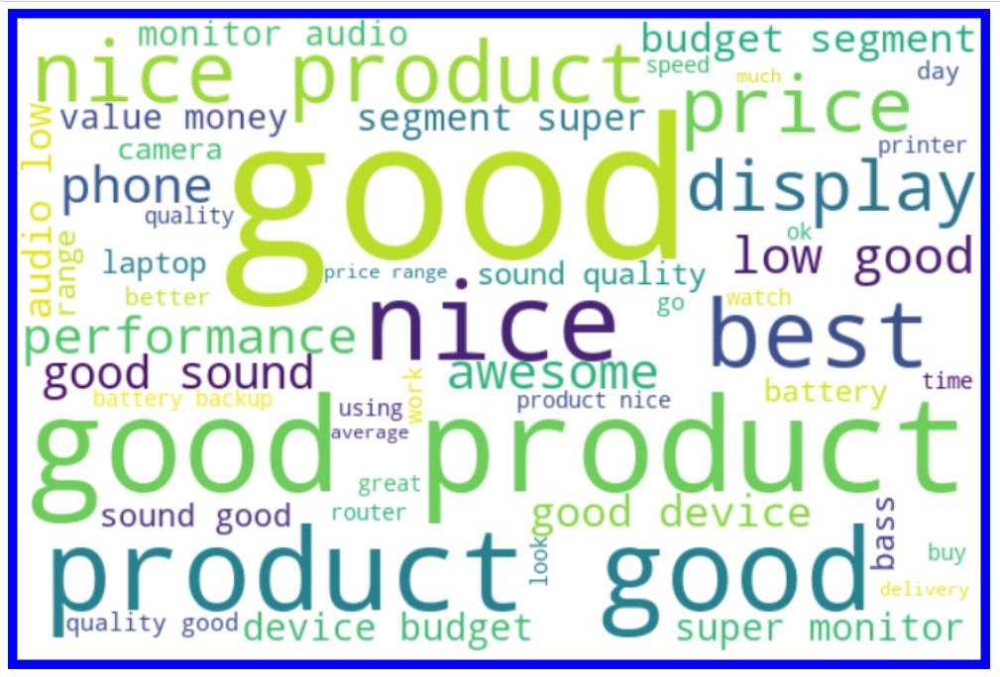 monitor audio
budget segment
nice product
speed
much
day
price
value money
segment super
audio low
camera
printer
good
phone
display
quality
ok
range
laptop
price range
sound quality
low good
better
nice
go
watch
best
performance
good sound
awesome
battery
time
battery backup
using
work
product nice
average
good product
great
sound good
router
good device
bass
product good
look
buy
delivery
quality good
device budget
super monitor